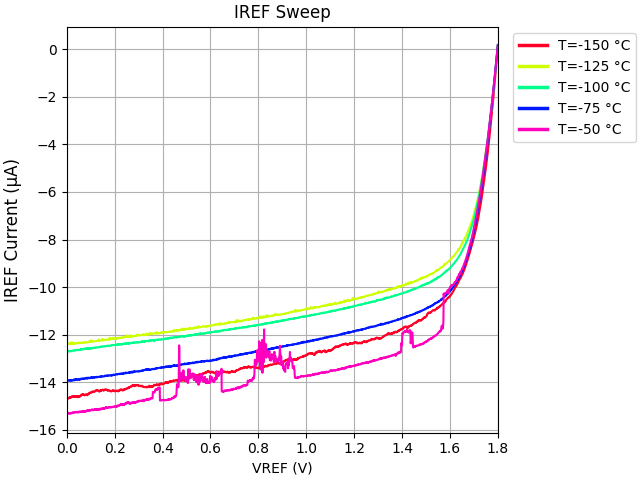 IREF Sweep
T=-150 °C
T=-125 °C
T=-100 °C
T=-75 °C
T=-50 °C
IREF Current (μA)
0
−2
−4
−6
−8
−10
−12
−14
−16
0.0 0.2 0.4 0.6 0.8 1.0 1.2 1.4 1.6 1.8
VREF (V)